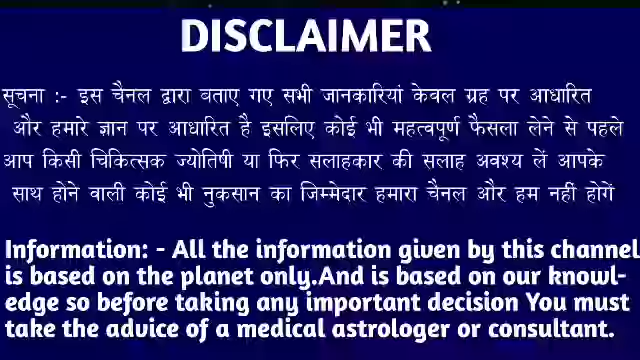 DISCLAIMER
सूचना :- इस चैनल द्वारा बताए गए सभी जानकारियां केवल ग्रह पर आधारित
और हमारे ज्ञान पर आधारित है इसलिए कोई भी महत्वपूर्ण फैसला लेने से पहले
आप किसी चिकित्सक ज्योतिषी या फिर सलाहकार की सलाह अवश्य लें आपके
साथ होने वाली कोई भी नुकसान का जिम्मेदार हमारा चैनल और हम नहीं होगें
Information: - All the information given by this channel
is based on the planet only.And is based on our knowl-
edge so before taking any important decision You must
take the advice of a medical astrologer or consultant.